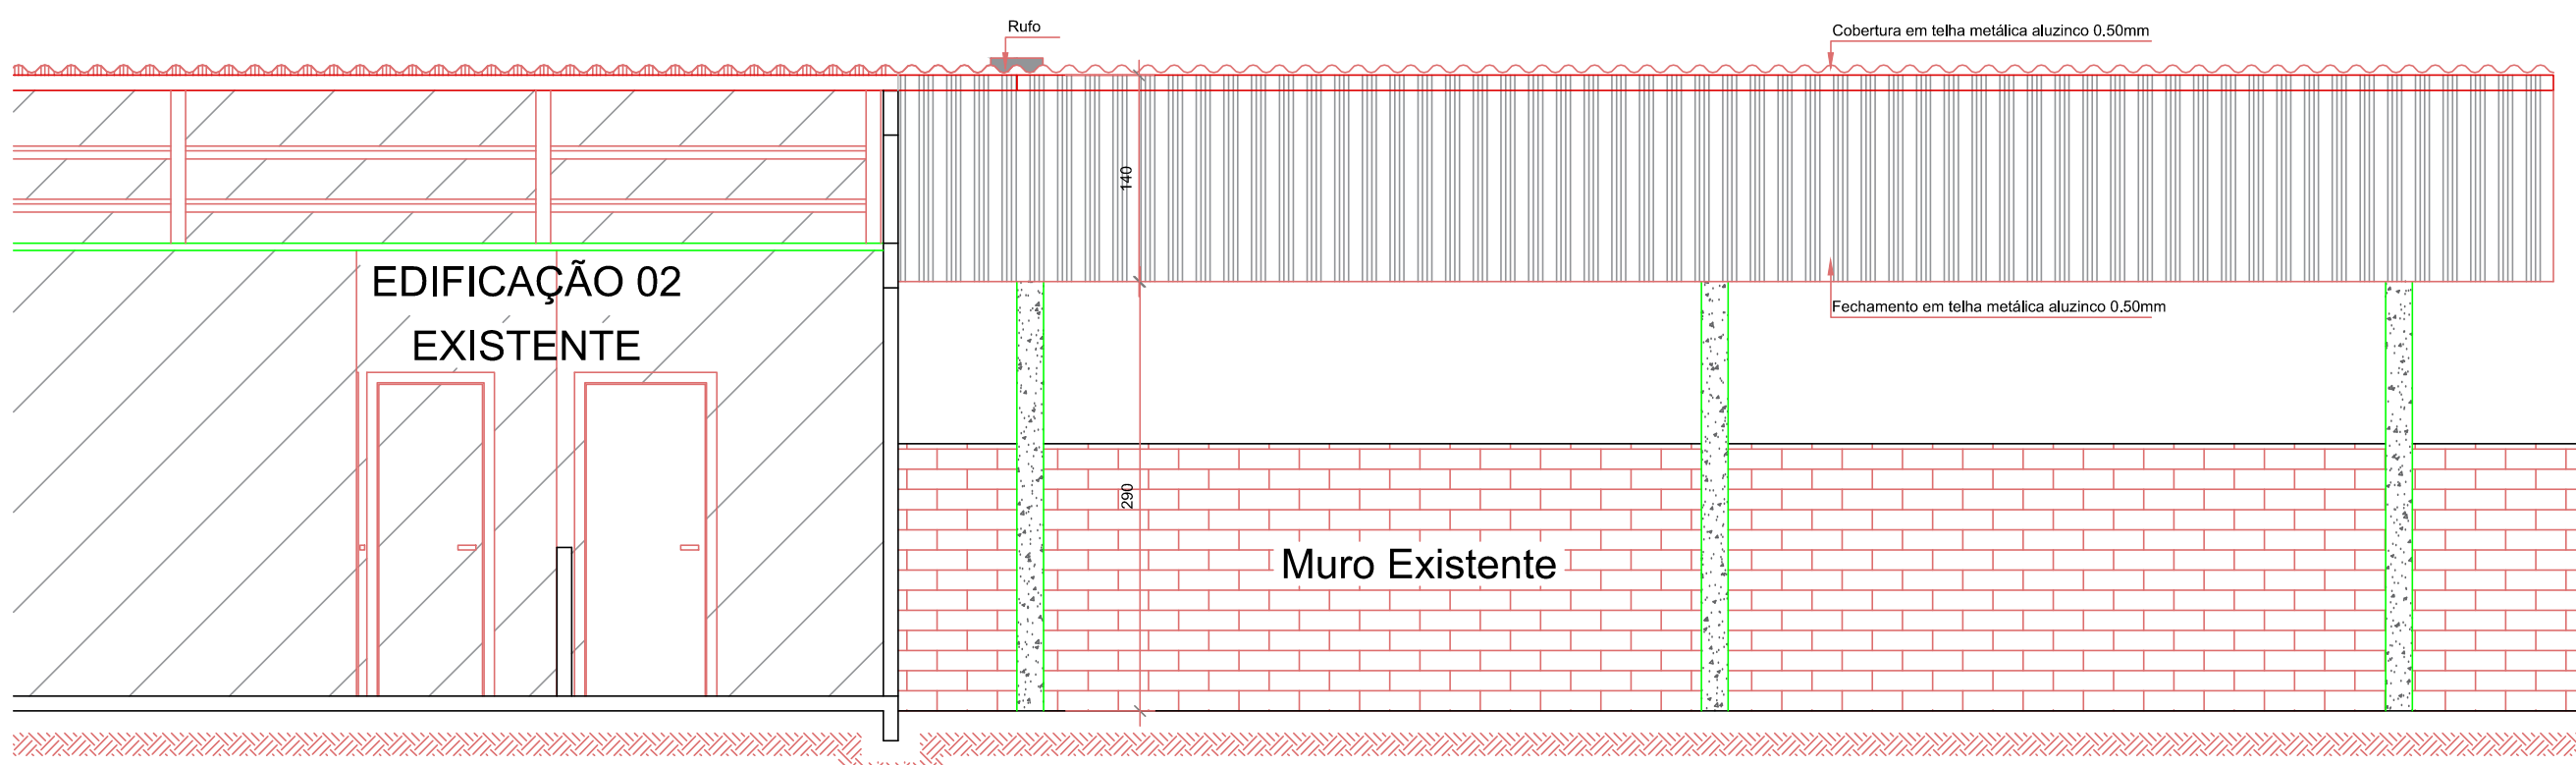 Rufo
Cobertura em telha metálica aluzinco 0.50mm
140
EDIFICAÇÃO 02
EXISTENTE
Fechamento em telha metálica aluzinco 0.50mm
290
Muro Existente